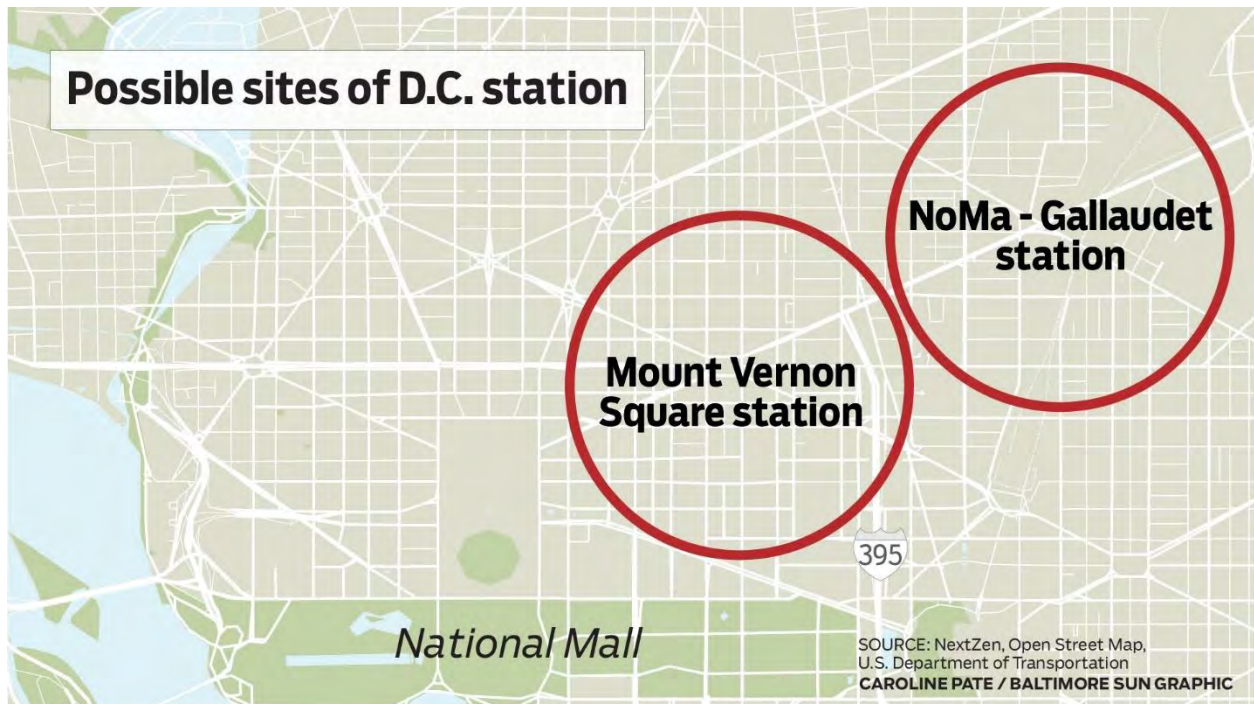 Possible sites of D.C. station
NoMa - Gallaudet
station
Mount Vernon
Square station
395
National Mall
SOURCE: NextZen, Open Street Map,
U.S. Department of Transportation
CAROLINE PATE / BALTIMORE SUN GRAPHIC